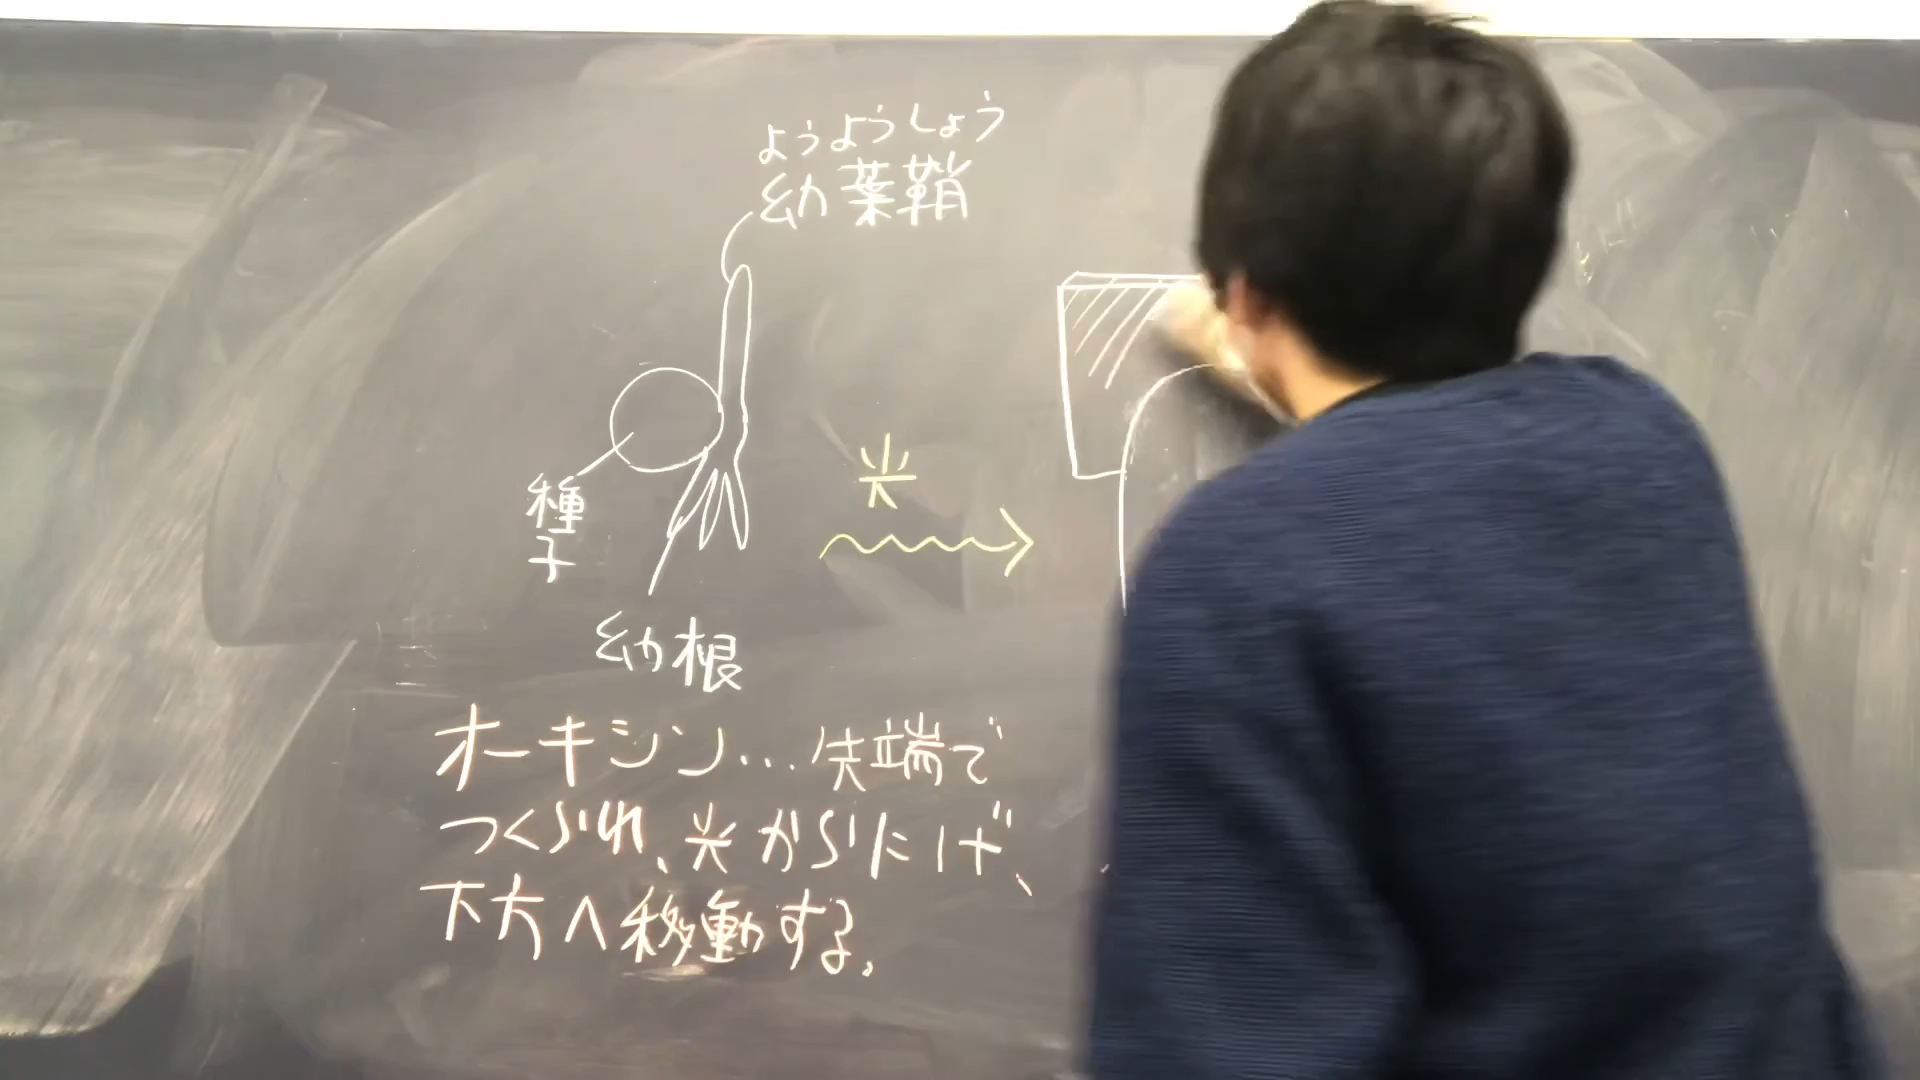 ようようしょう
幼葉鞘
種子
光
幼根
オーキシン…先端で
つくられ、光からにげ、
下方へ移動する。